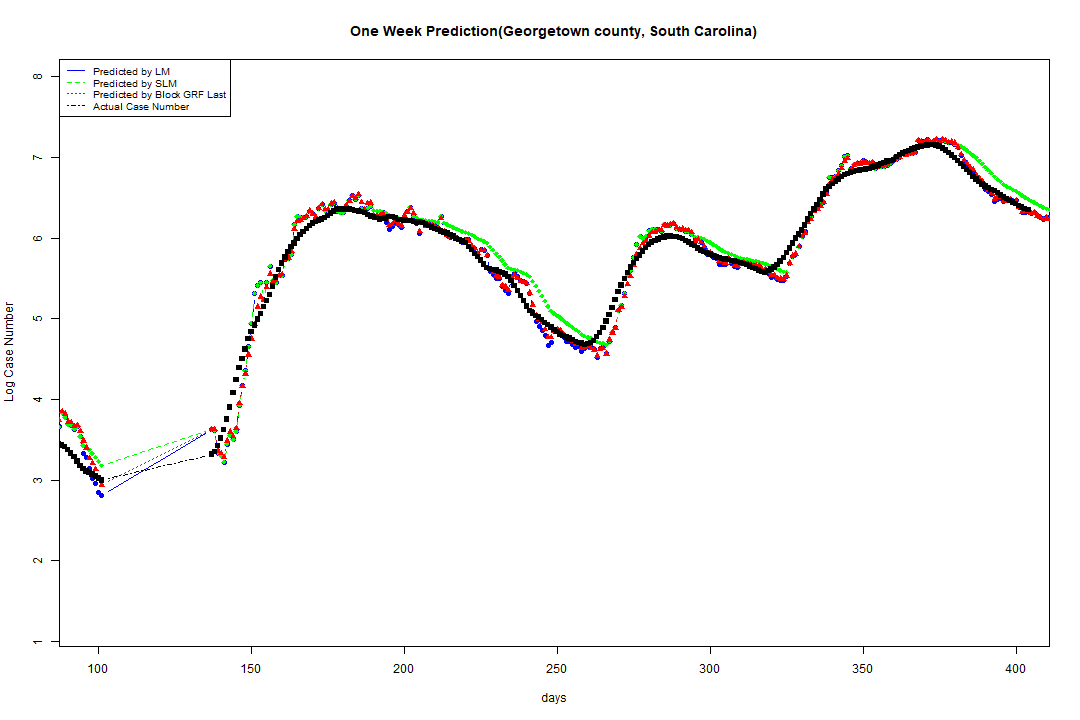 One Week Prediction(Georgetown county, South Carolina)
Predicted by LM
Predicted by SLM
Predicted by Block GRF Last
Actual Case Number
8
7
6
5
4
3
2
1
Log Case Number
100 150 200 250 300 350 400
days